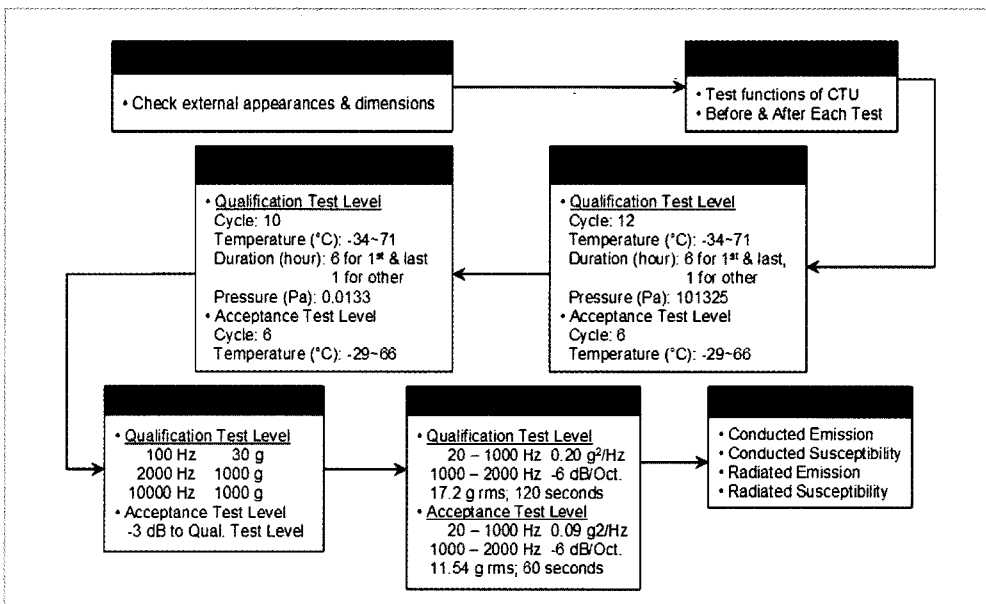 • Check external appearances & dimensions
• Test functions of CTU
• Before & After Each Test
• Qualification Test Level
Cycle: 12
Temperature (°C): -34~71
Duration (hour): 6 for 1st & last,
1 for other
Pressure (Pa): 101325
• Acceptance Test Level
Cycle: 6
Temperature (°C): -29~66
• Qualification Test Level
Cycle: 10
Temperature (°C): -34~71
Duration (hour): 6 for 1st & last
1 for other
Pressure (Pa): 0.0133
• Acceptance Test Level
Cycle: 6
Temperature (°C): -29~66
• Qualification Test Level
100 Hz 30 g
2000 Hz 1000 g
10000 Hz 1000 g
• Acceptance Test Level
-3 dB to Qual. Test Level
• Qualification Test Level
20 – 1000 Hz 0.20 g²/Hz
1000 – 2000 Hz -6 dB/Oct.
17.2 g rms; 120 seconds
• Acceptance Test Level
20 – 1000 Hz 0.09 g2/Hz
1000 – 2000 Hz -6 dB/Oct.
11.54 g rms; 60 seconds
• Conducted Emission
• Conducted Susceptibility
• Radiated Emission
• Radiated Susceptibility